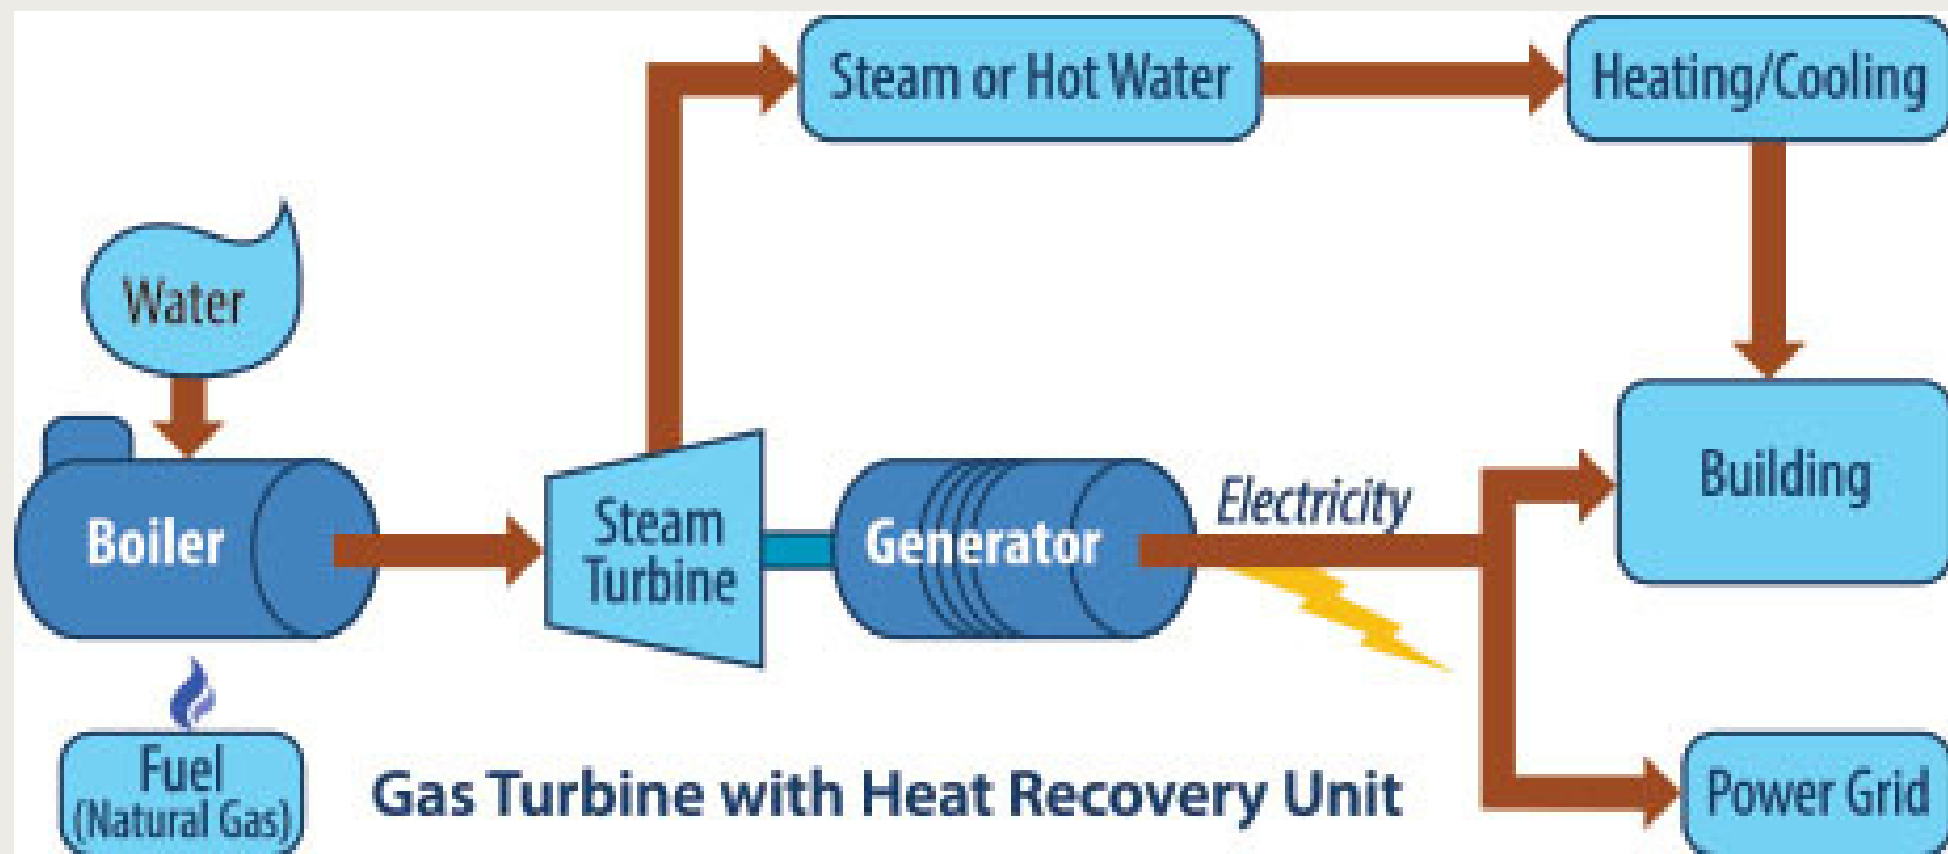 Steam or Hot Water
Heating/Cooling
Water
Boiler
Steam
Turbine
Generator
Electricity
Building
Fuel
(Natural Gas)
Gas Turbine with Heat Recovery Unit
Power Grid